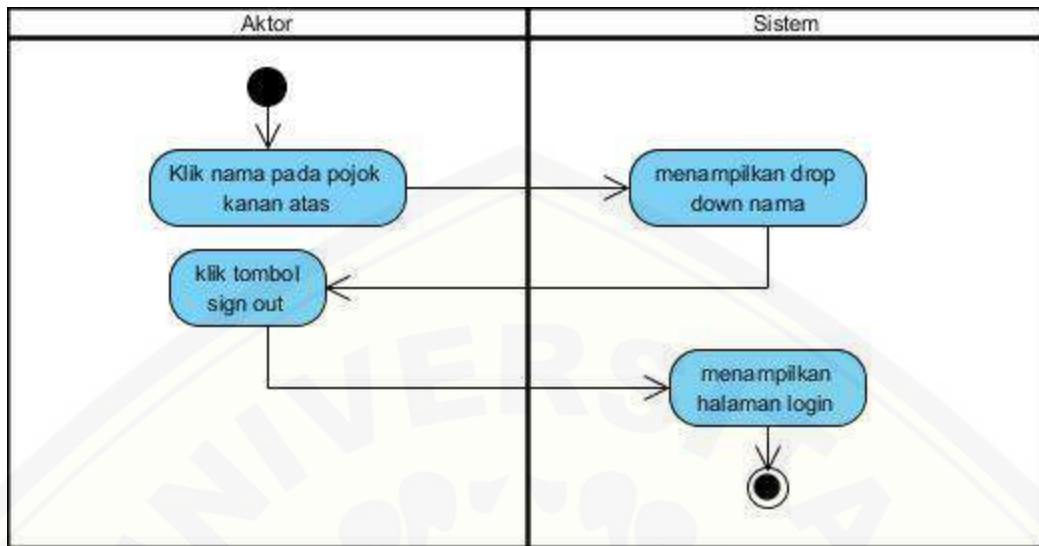 Aktor
Sistem
Klik nama pada pojok
kanan atas
menampilkan drop
down nama
klik tombol
sign out
menampilkan
halaman login
NIVERSITA